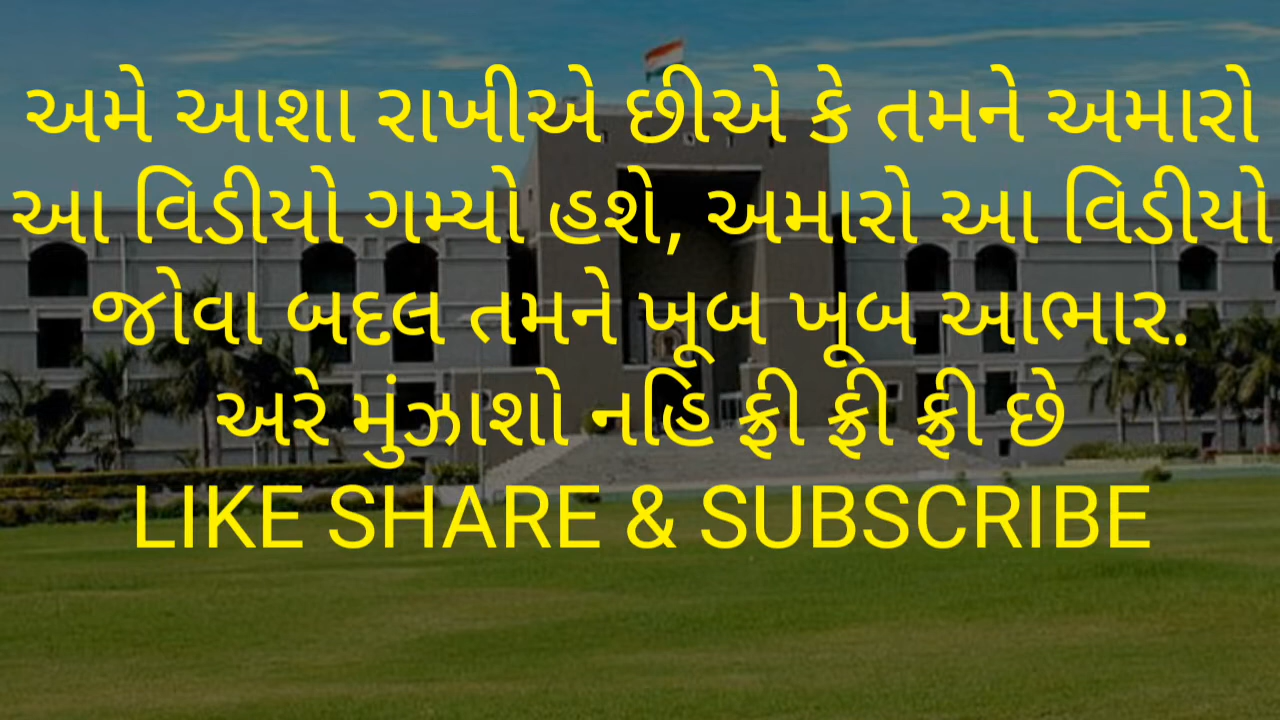 અમે આશા રાખીએ છીએ કે તમને અમારો
આ વિડીયો ગમ્યો હશે, અમારો આ વિડીયો
જોવા બદલ તમને ખૂબ ખૂબ આભાર.
અરે મુંઝાશો નહિ ફ્રી ફ્રી ફ્રી છે
LIKE SHARE & SUBSCRIBE